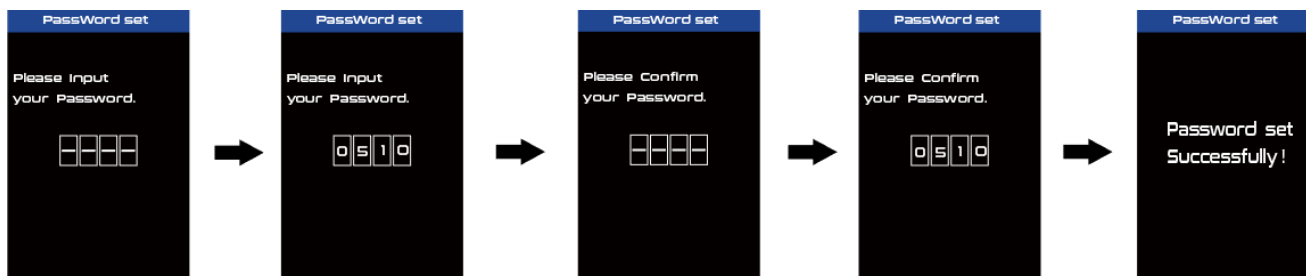 PassWord set
Please Input
your Password.
----
PassWord set
Please Input
your Password.
0510
PassWord set
Please Confirm
your Password.
----
PassWord set
Please Confirm
your Password.
0510
PassWord set
Password set
Successfully!